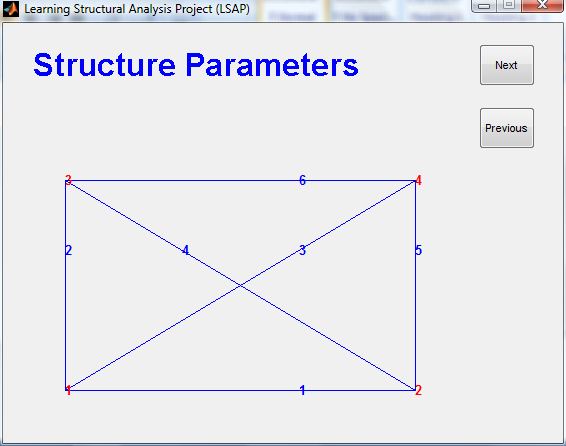 Learning Structural Analysis Project (LSAP)
Structure Parameters
Next
Previous
3 6 4
2 4 3 5
1 1 2